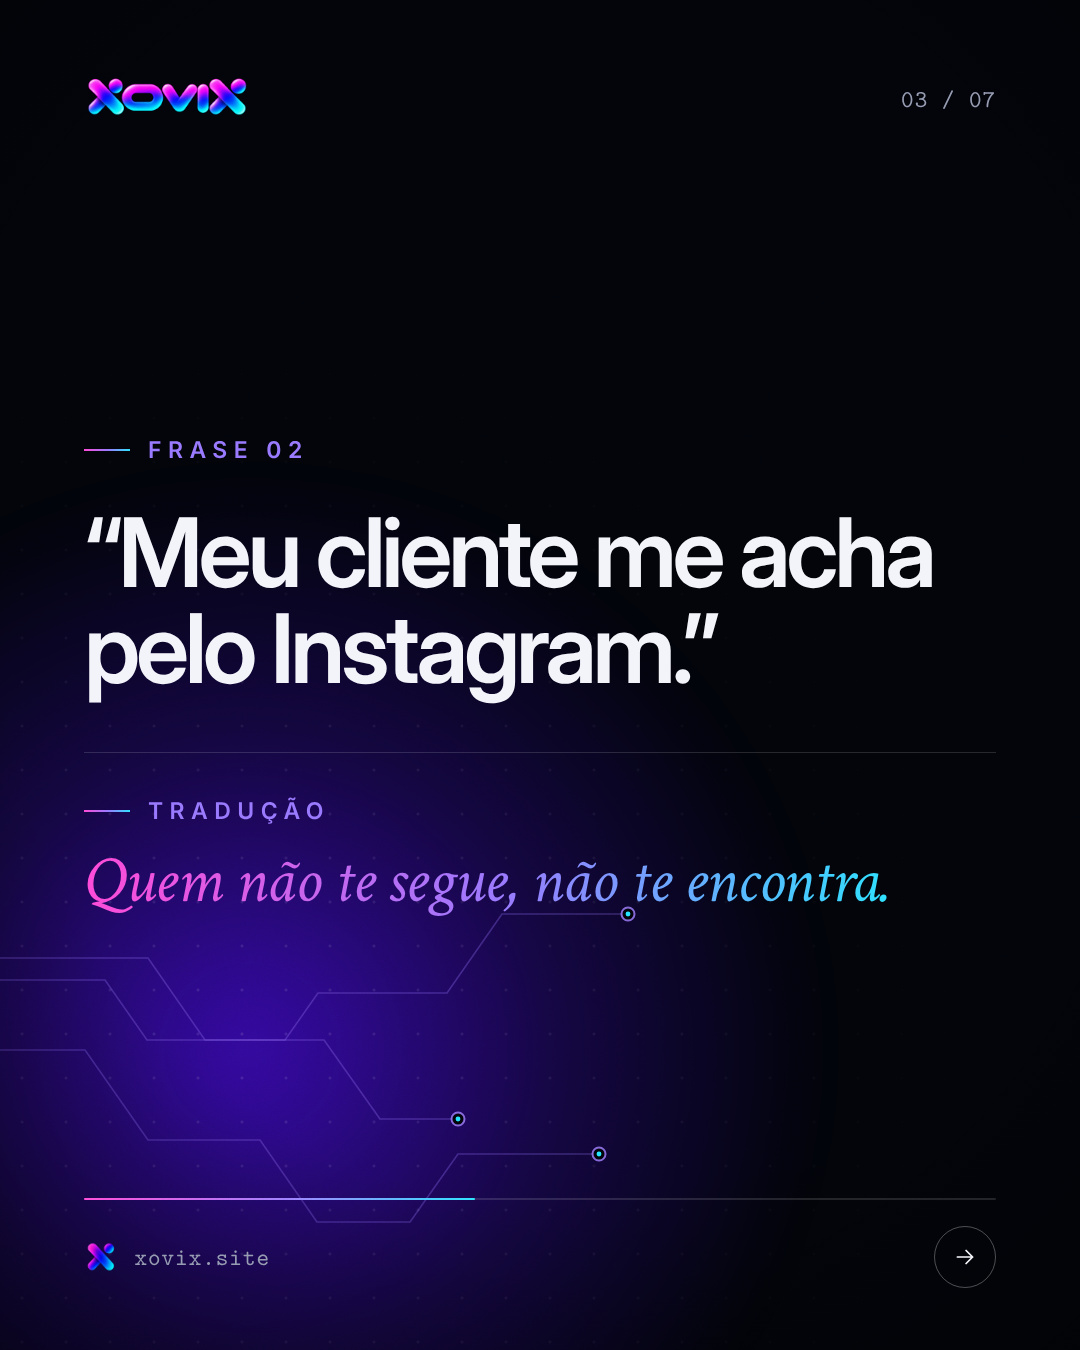 XOVIX
03 / 07
FRASE 02
“Meu cliente me acha
pelo Instagram.”
TRADUÇÃO
Quem não te segue, não te encontra.
xovix.site